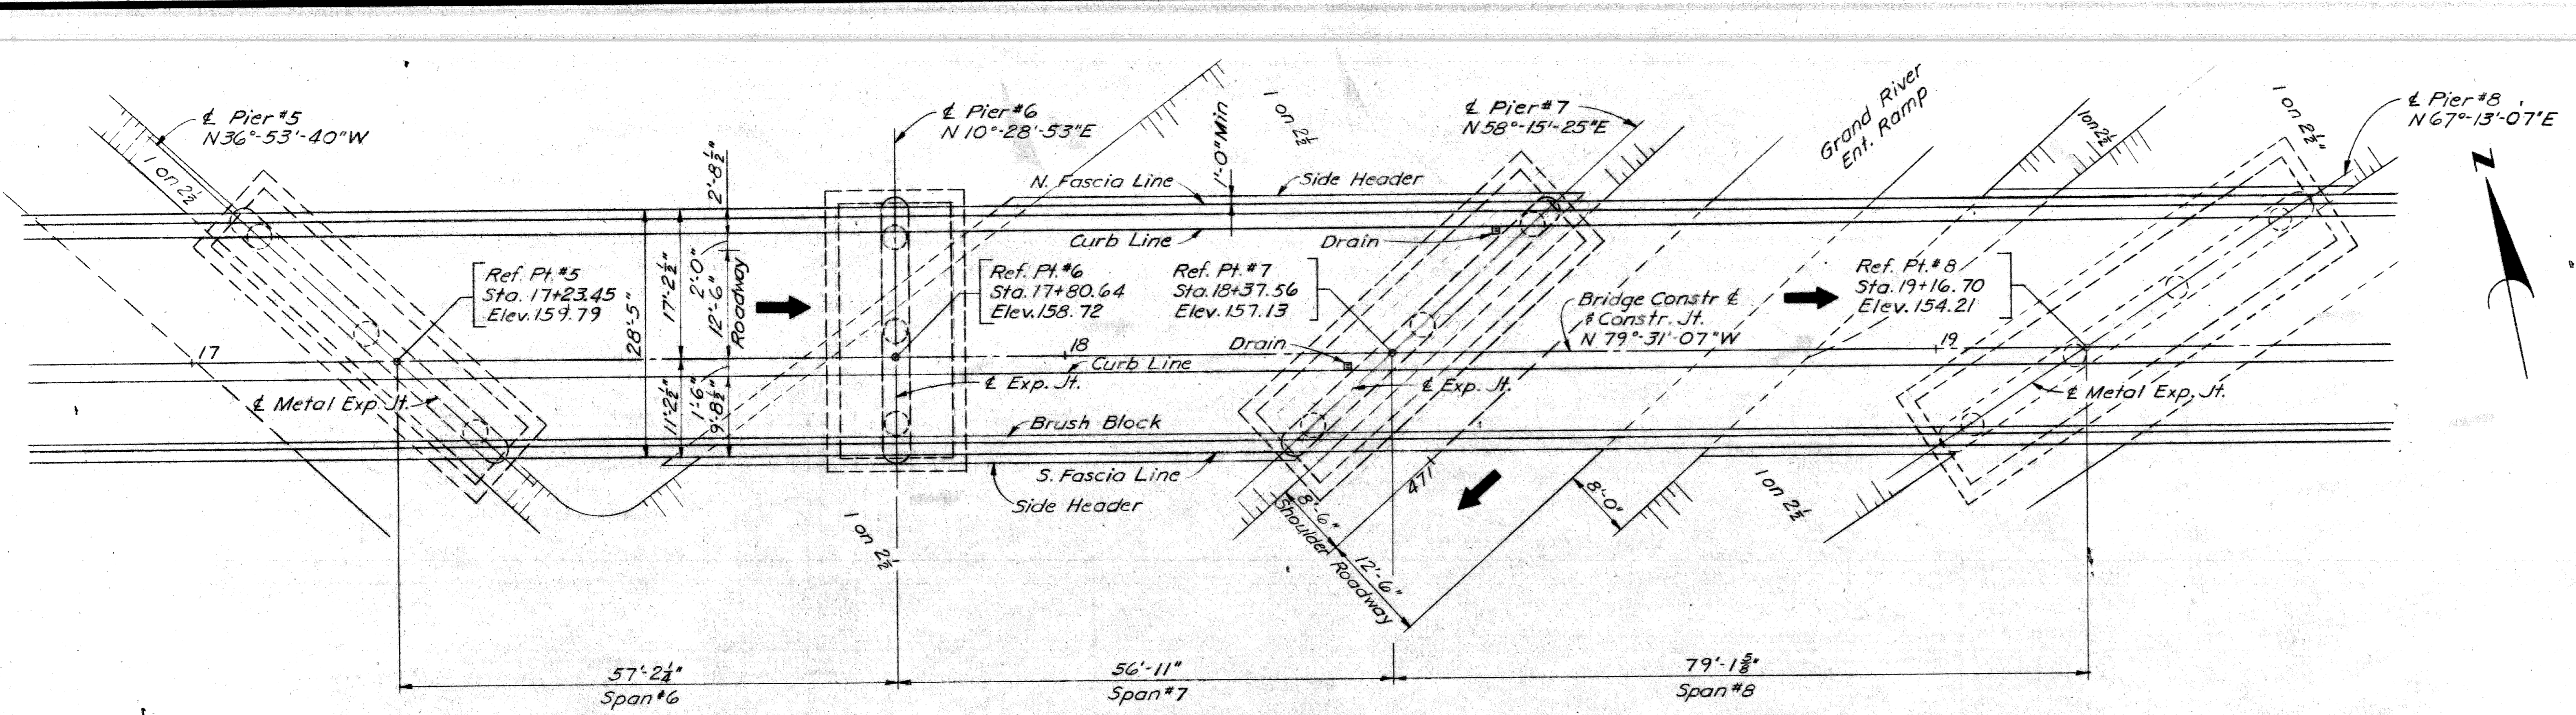 ℄ Pier #5
N 36°-53'-40" W
1 on 2½
℄ Pier #6
N 10°-28'-53" E
1'-0" Min
1 on 2½
℄ Pier #7
N 58°-15'-25" E
Grand River
Ent. Ramp
1 on 2½
1 on 2½
℄ Pier #8
N 67°-13'-07" E
Z
2'-8½"
N. Fascia Line
Side Header
Curb Line
Drain
28'-5"
17'-2½"
2'-0"
12'-6"
Roadway
Ref. Pt. #5
Sta. 17+23.45
Elev. 159.79
Ref. Pt. #6
Sta. 17+80.64
Elev. 158.72
Ref. Pt. #7
Sta. 18+37.56
Elev. 157.13
Bridge Constr ℄
& Constr. Jt.
N 79°-31'-07" W
Ref. Pt. #8
Sta. 19+16.70
Elev. 154.21
17
18
19
Drain
Curb Line
℄ Metal Exp. Jt.
11'-2½"
1'-6"
9'-8½"
℄ Exp. Jt.
℄ Exp. Jt.
℄ Metal Exp. Jt.
Brush Block
S. Fascia Line
Side Header
471
1 on 2½
8'-6"
Shoulder
12'-6"
Roadway
8'-0"
1 on 2½
57'-2¼"
Span #6
56'-11"
Span #7
79'-1⅝"
Span #8